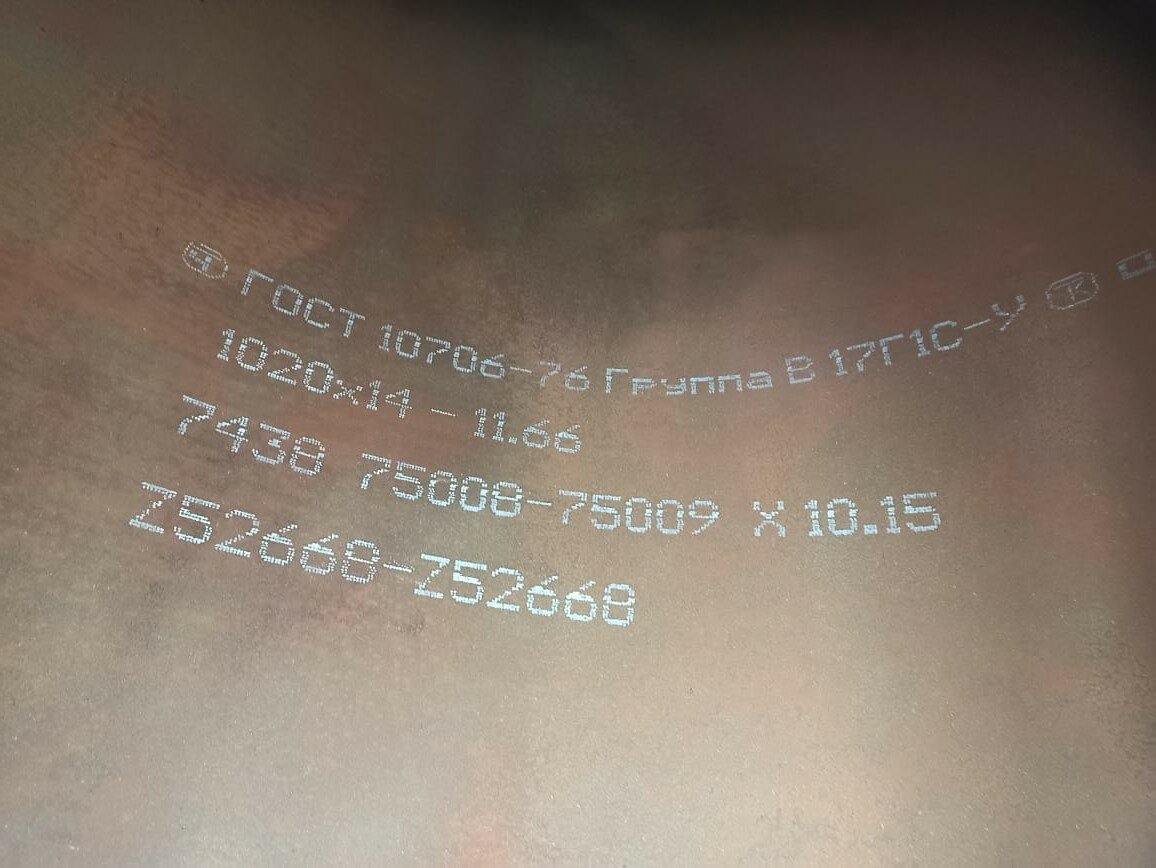 ГОСТ 10706-76 Группа В 17Г1С-У К
1020x14 - 11.66
7438 75008-75009 X 10.15
Z52668-Z52668